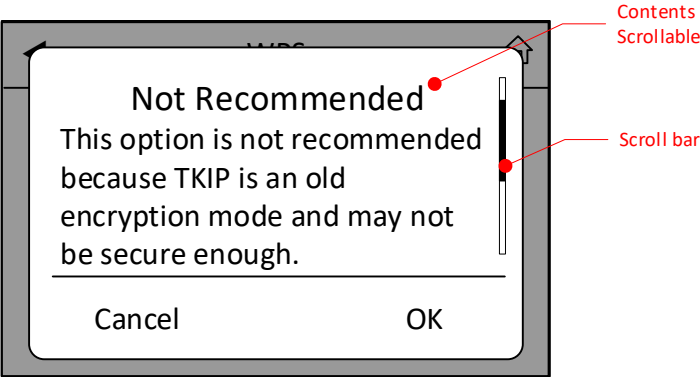 Contents
Scrollable
Not Recommended
This option is not recommended
because TKIP is an old
encryption mode and may not
be secure enough.
Scroll bar
Cancel OK